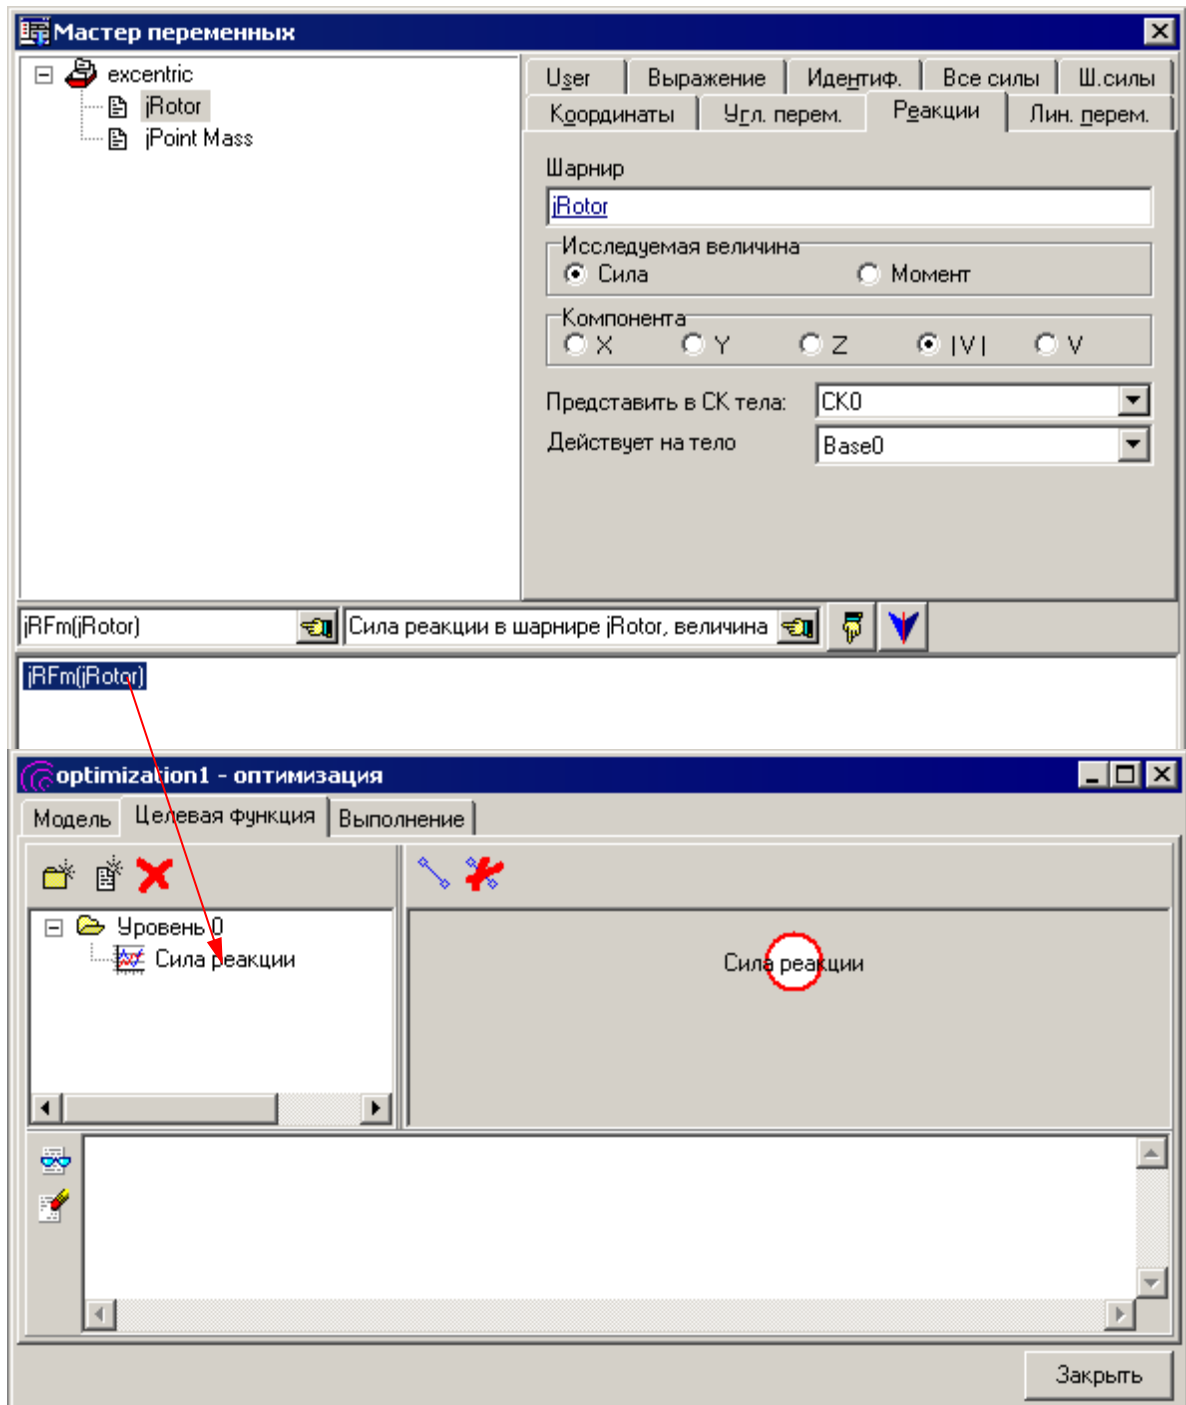 Мастер переменных
excentric
jRotor
jPoint Mass
User Выражение Идентиф. Все силы Ш.силы
Координаты Угл. перем. Реакции Лин. перем.
Шарнир
jRotor
Исследуемая величина
Сила Момент
Компонента
X Y Z |V| V
Представить в СК тела: СК0
Действует на тело Base0
jRFm(jRotor) Сила реакции в шарнире jRotor, величина
jRFm(jRotor)
optimization1 - оптимизация
Модель Целевая функция Выполнение
Уровень 0
Сила реакции
Сила реакции
Закрыть